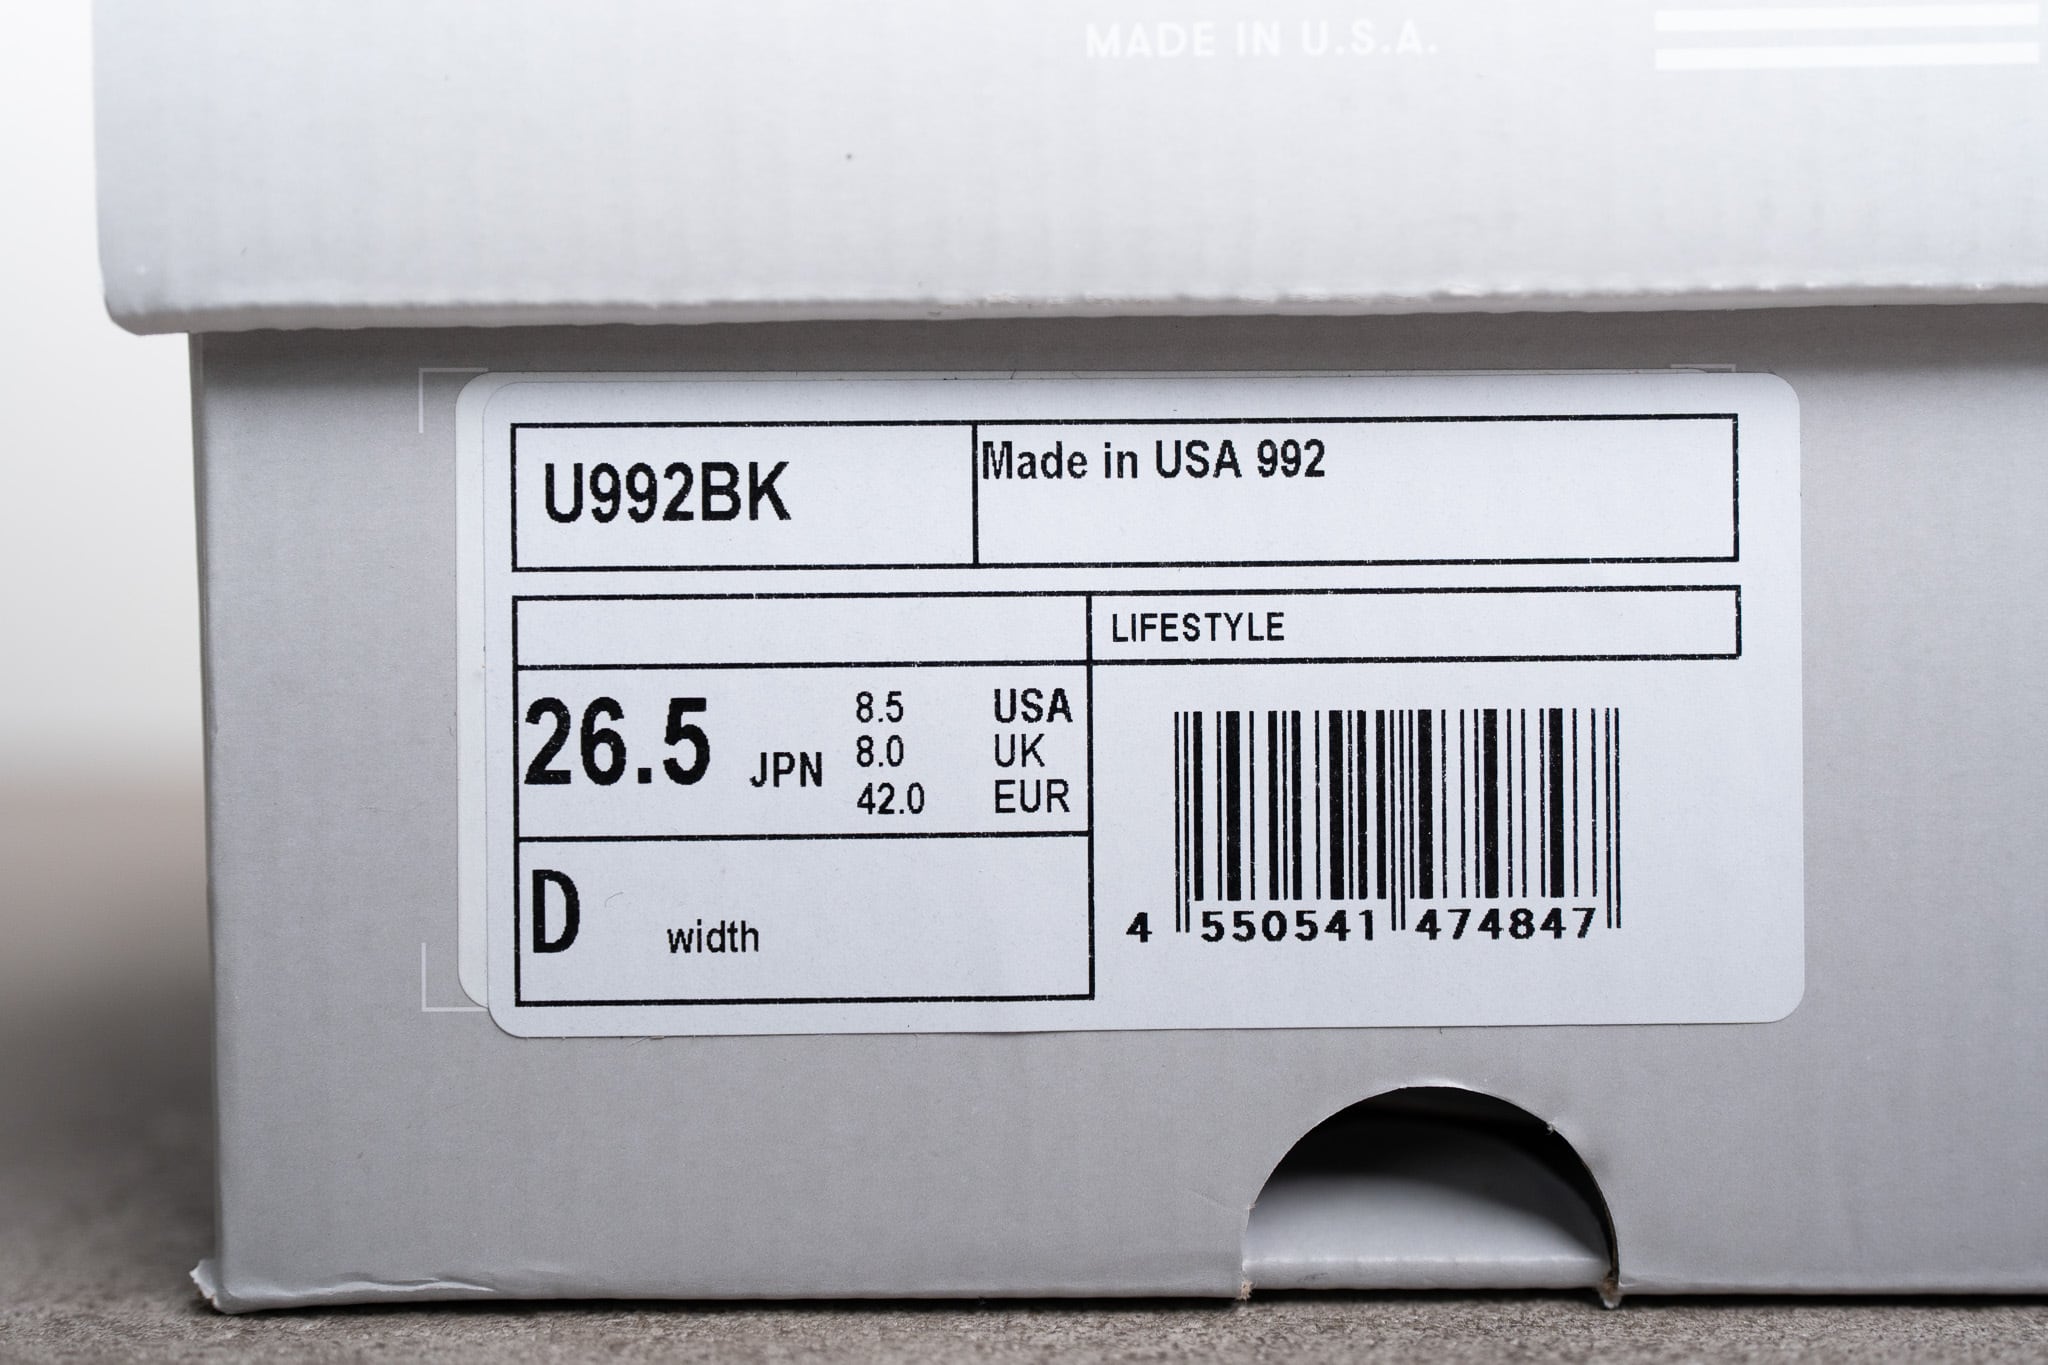 MADE IN U.S.A.
U992BK
Made in USA 992
LIFESTYLE
26.5 JPN
8.5 USA
8.0 UK
42.0 EUR
D width
4 550541 474847